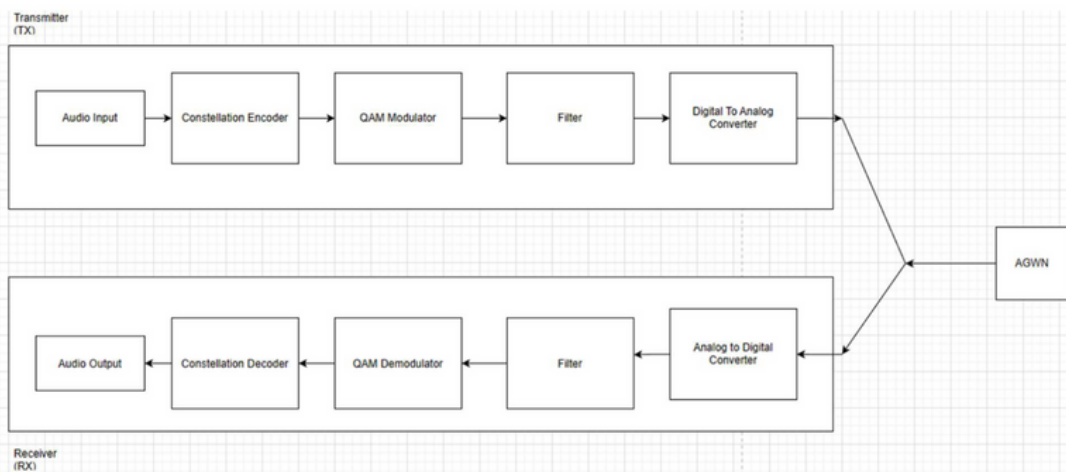 Transmitter
(TX)
Audio Input
Constellation Encoder
QAM Modulator
Filter
Digital To Analog
Converter
AGWN
Analog to Digital
Converter
Filter
QAM Demodulator
Constellation Decoder
Audio Output
Receiver
(RX)